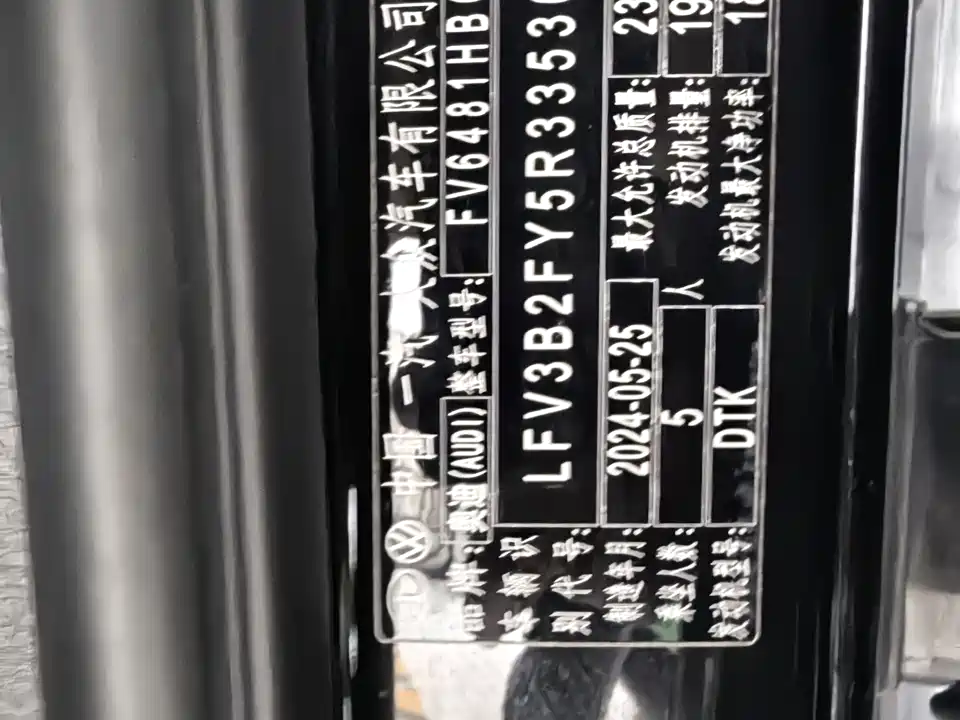 中国 一汽 大众汽车有限公司
品牌: 奥迪(AUDI) 整车型号: FV6481HB
车辆识别代号: LFV3B2FY5R3353
制造年月: 2024-05-25 最大允许总质量: 23
乘坐人数: 5 人 发动机排量: 19
发动机型号: DTK 发动机最大净功率: 18